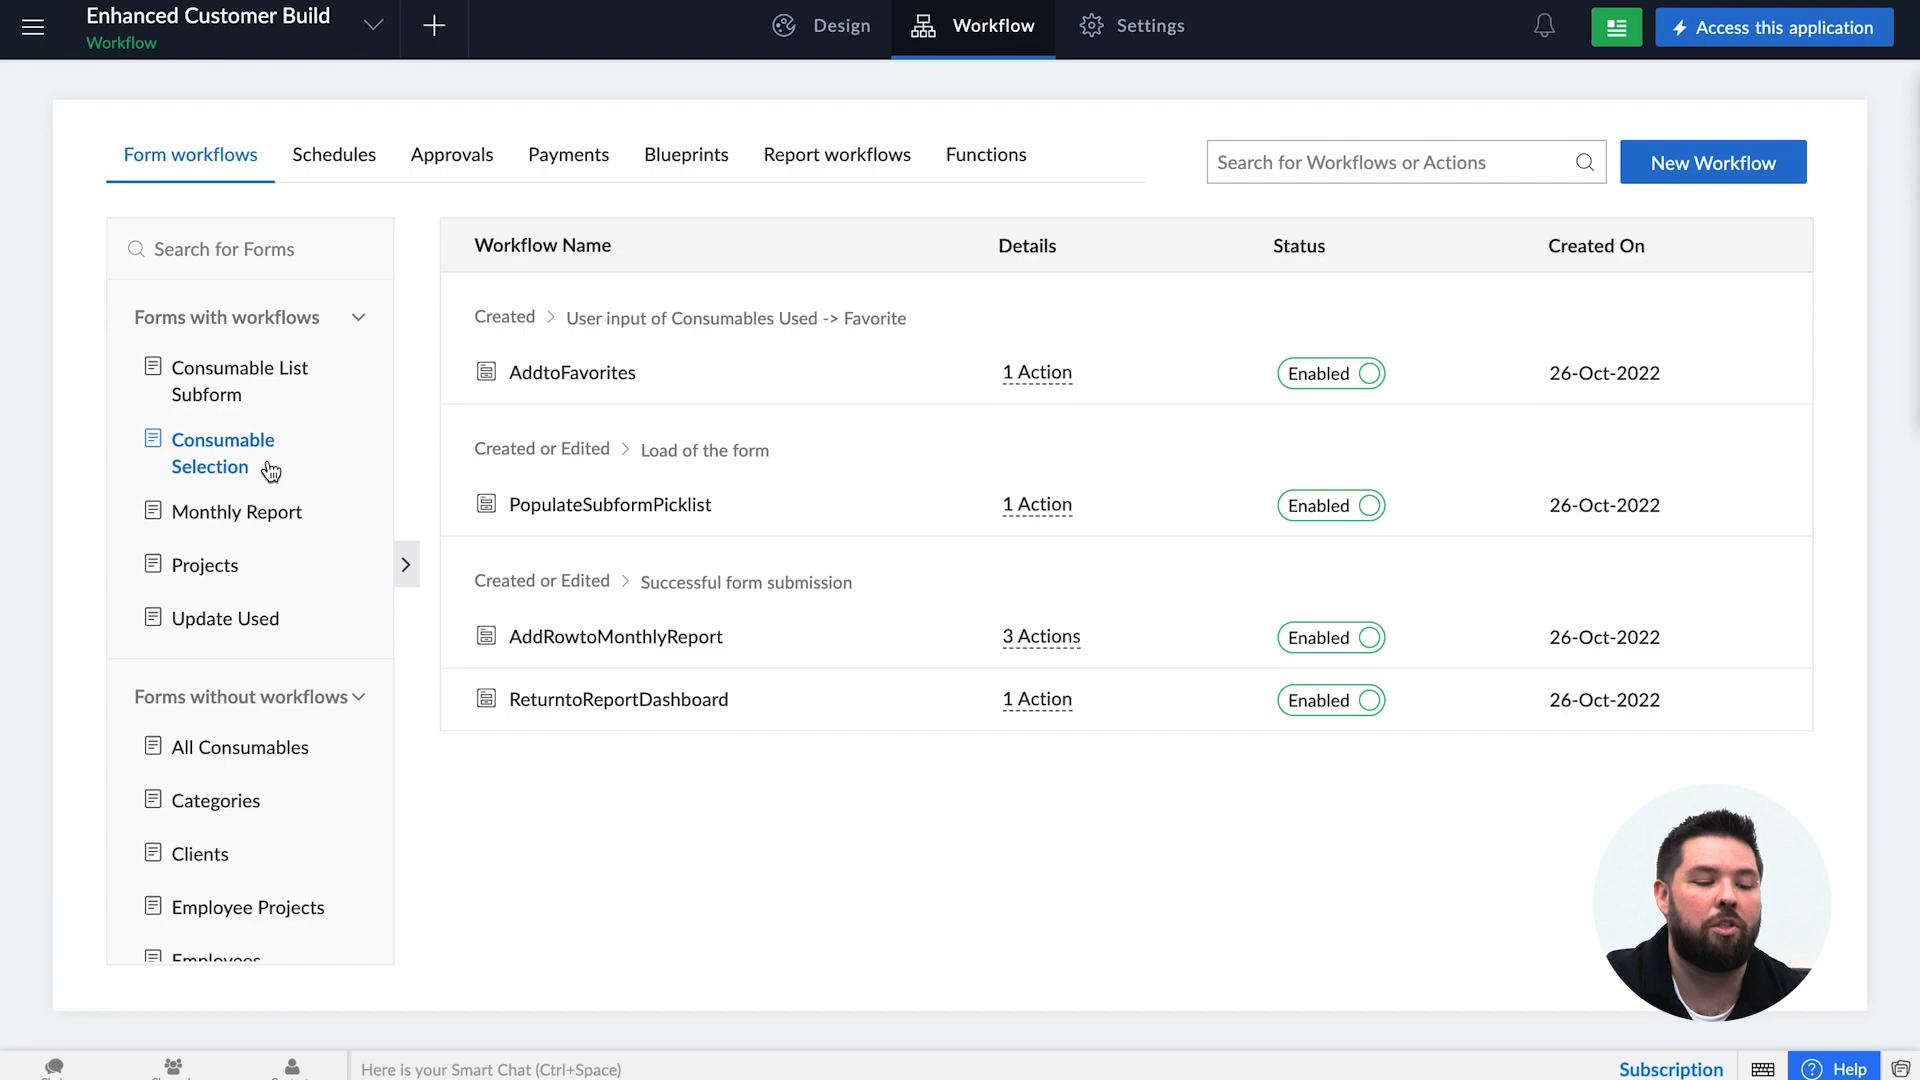 Enhanced Customer Build
Workflow
Design
Workflow
Settings
Access this application
Form workflows
Schedules
Approvals
Payments
Blueprints
Report workflows
Functions
Search for Workflows or Actions
New Workflow
Search for Forms
Forms with workflows
Consumable List
Subform
Consumable
Selection
Monthly Report
Projects
Update Used
Forms without workflows
All Consumables
Categories
Clients
Employee Projects
Employees
Workflow Name
Details
Status
Created On
Created > User input of Consumables Used -> Favorite
AddtoFavorites
1 Action
Enabled
26-Oct-2022
Created or Edited > Load of the form
PopulateSubformPicklist
1 Action
Enabled
26-Oct-2022
Created or Edited > Successful form submission
AddRowtoMonthlyReport
3 Actions
Enabled
26-Oct-2022
ReturntoReportDashboard
1 Action
Enabled
26-Oct-2022
Here is your Smart Chat (Ctrl+Space)
Subscription
Help